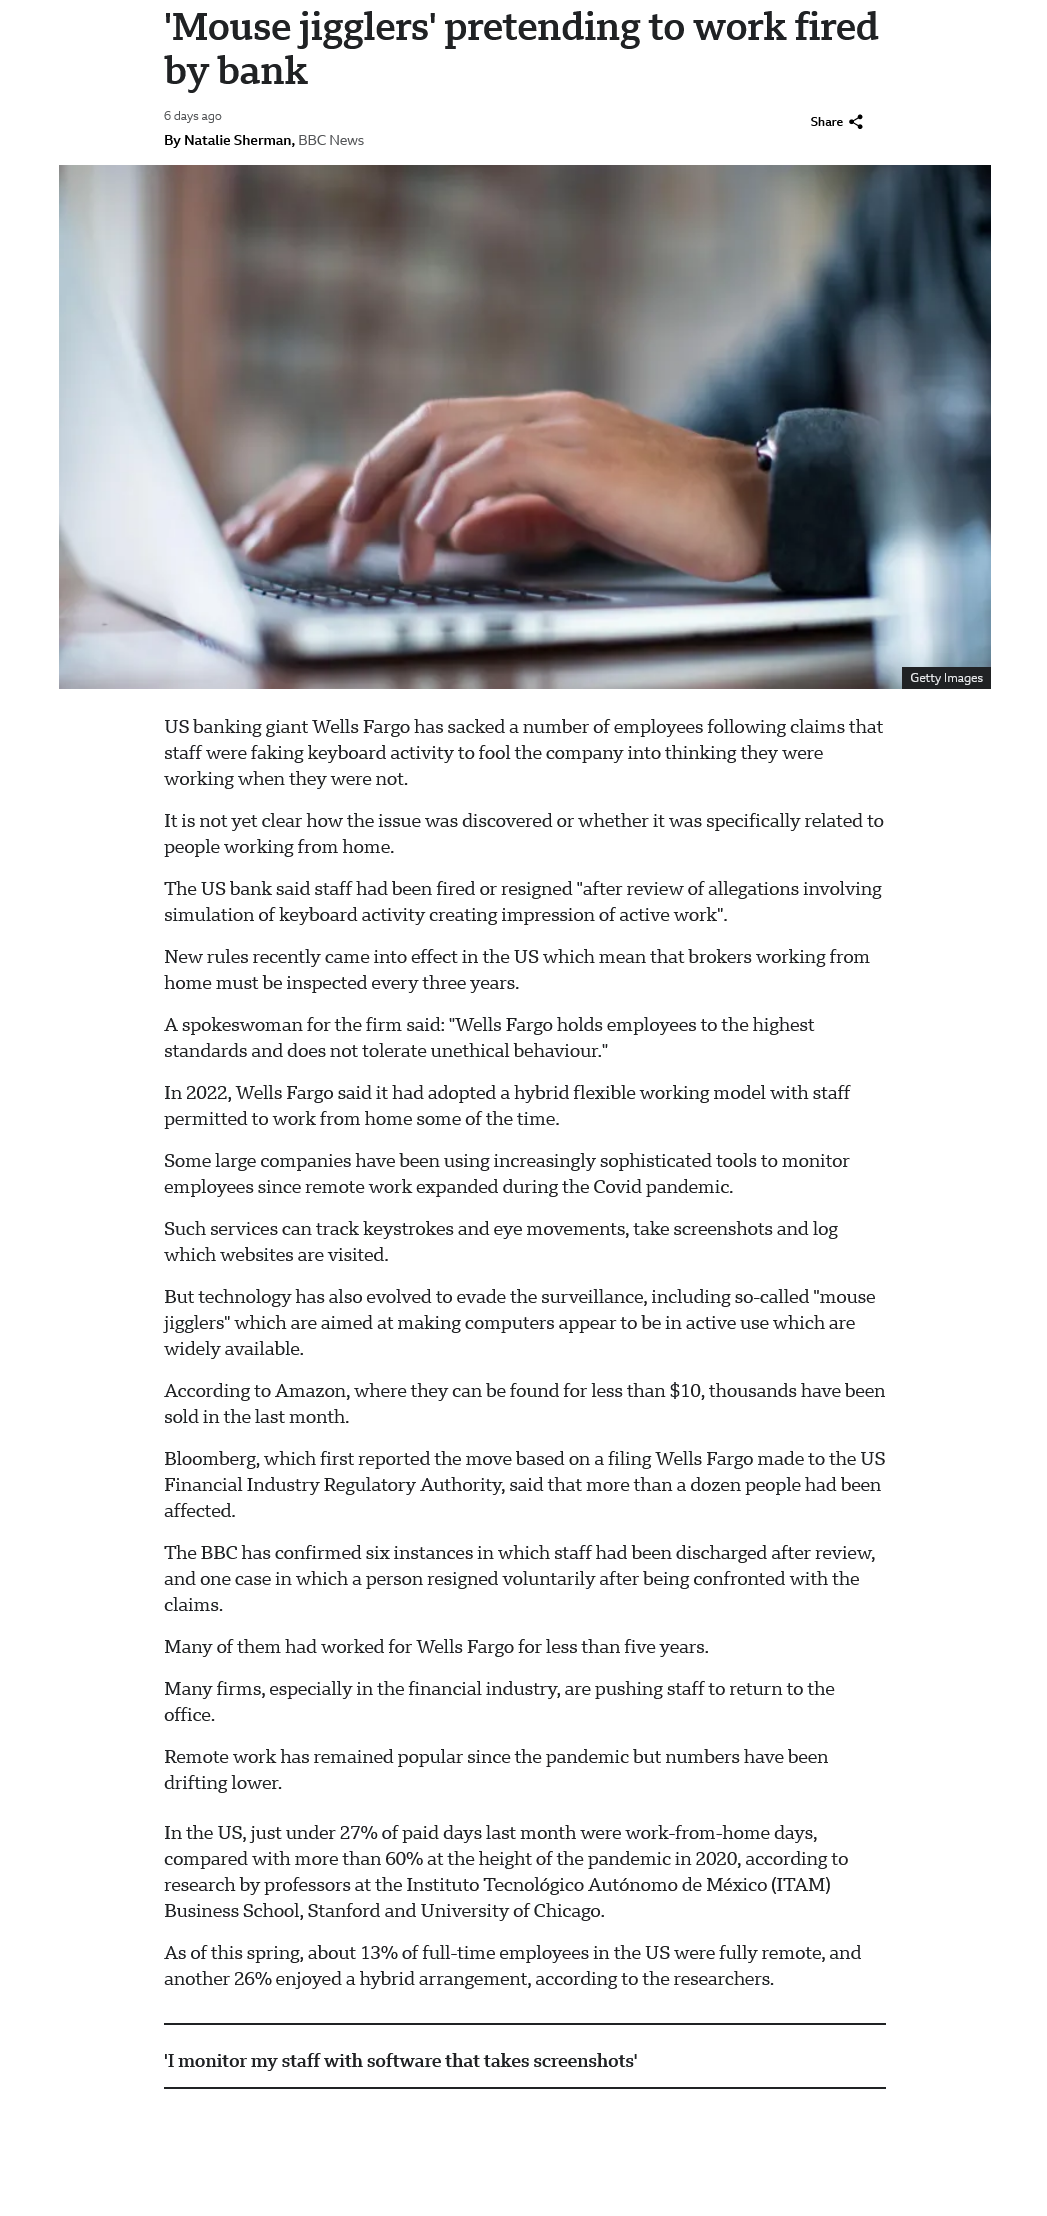 'Mouse jigglers' pretending to work fired
by bank
6 days ago
Share
By Natalie Sherman, BBC News
Getty Images
US banking giant Wells Fargo has sacked a number of employees following claims that
staff were faking keyboard activity to fool the company into thinking they were
working when they were not.
It is not yet clear how the issue was discovered or whether it was specifically related to
people working from home.
The US bank said staff had been fired or resigned "after review of allegations involving
simulation of keyboard activity creating impression of active work".
New rules recently came into effect in the US which mean that brokers working from
home must be inspected every three years.
A spokeswoman for the firm said: "Wells Fargo holds employees to the highest
standards and does not tolerate unethical behaviour."
In 2022, Wells Fargo said it had adopted a hybrid flexible working model with staff
permitted to work from home some of the time.
Some large companies have been using increasingly sophisticated tools to monitor
employees since remote work expanded during the Covid pandemic.
Such services can track keystrokes and eye movements, take screenshots and log
which websites are visited.
But technology has also evolved to evade the surveillance, including so-called "mouse
jigglers" which are aimed at making computers appear to be in active use which are
widely available.
According to Amazon, where they can be found for less than $10, thousands have been
sold in the last month.
Bloomberg, which first reported the move based on a filing Wells Fargo made to the US
Financial Industry Regulatory Authority, said that more than a dozen people had been
affected.
The BBC has confirmed six instances in which staff had been discharged after review,
and one case in which a person resigned voluntarily after being confronted with the
claims.
Many of them had worked for Wells Fargo for less than five years.
Many firms, especially in the financial industry, are pushing staff to return to the
office.
Remote work has remained popular since the pandemic but numbers have been
drifting lower.
In the US, just under 27% of paid days last month were work-from-home days,
compared with more than 60% at the height of the pandemic in 2020, according to
research by professors at the Instituto Tecnológico Autónomo de México (ITAM)
Business School, Stanford and University of Chicago.
As of this spring, about 13% of full-time employees in the US were fully remote, and
another 26% enjoyed a hybrid arrangement, according to the researchers.
'I monitor my staff with software that takes screenshots'